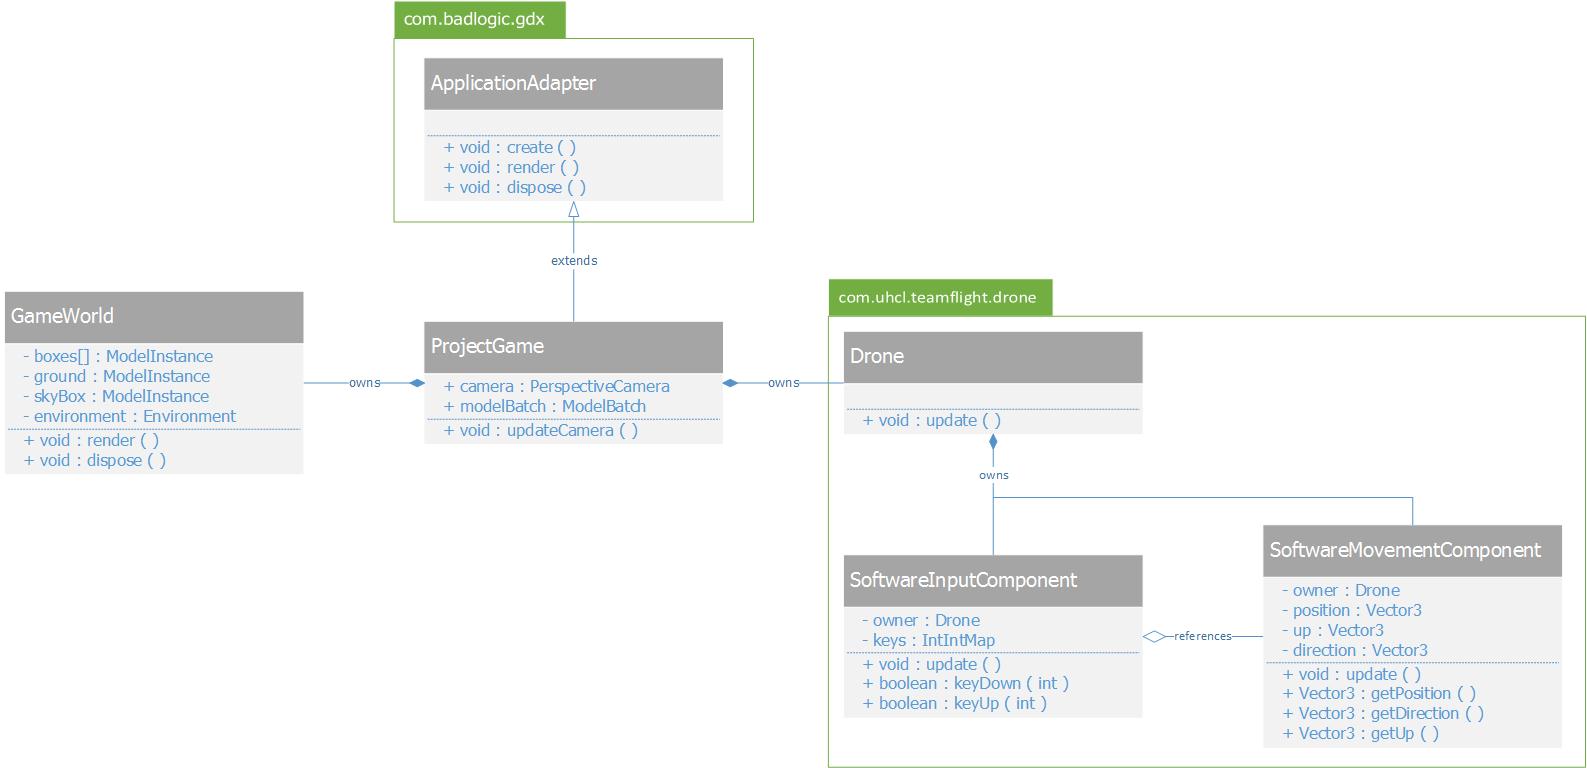 com.badlogic.gdx
ApplicationAdapter
+ void : create ( )
+ void : render ( )
+ void : dispose ( )
extends
GameWorld
- boxes[] : ModelInstance
- ground : ModelInstance
- skyBox : ModelInstance
- environment : Environment
+ void : render ( )
+ void : dispose ( )
owns
ProjectGame
+ camera : PerspectiveCamera
+ modelBatch : ModelBatch
+ void : updateCamera ( )
owns
com.uhcl.teamflight.drone
Drone
+ void : update ( )
owns
SoftwareInputComponent
- owner : Drone
- keys : IntIntMap
+ void : update ( )
+ boolean : keyDown ( int )
+ boolean : keyUp ( int )
references
SoftwareMovementComponent
- owner : Drone
- position : Vector3
- up : Vector3
- direction : Vector3
+ void : update ( )
+ Vector3 : getPosition ( )
+ Vector3 : getDirection ( )
+ Vector3 : getUp ( )